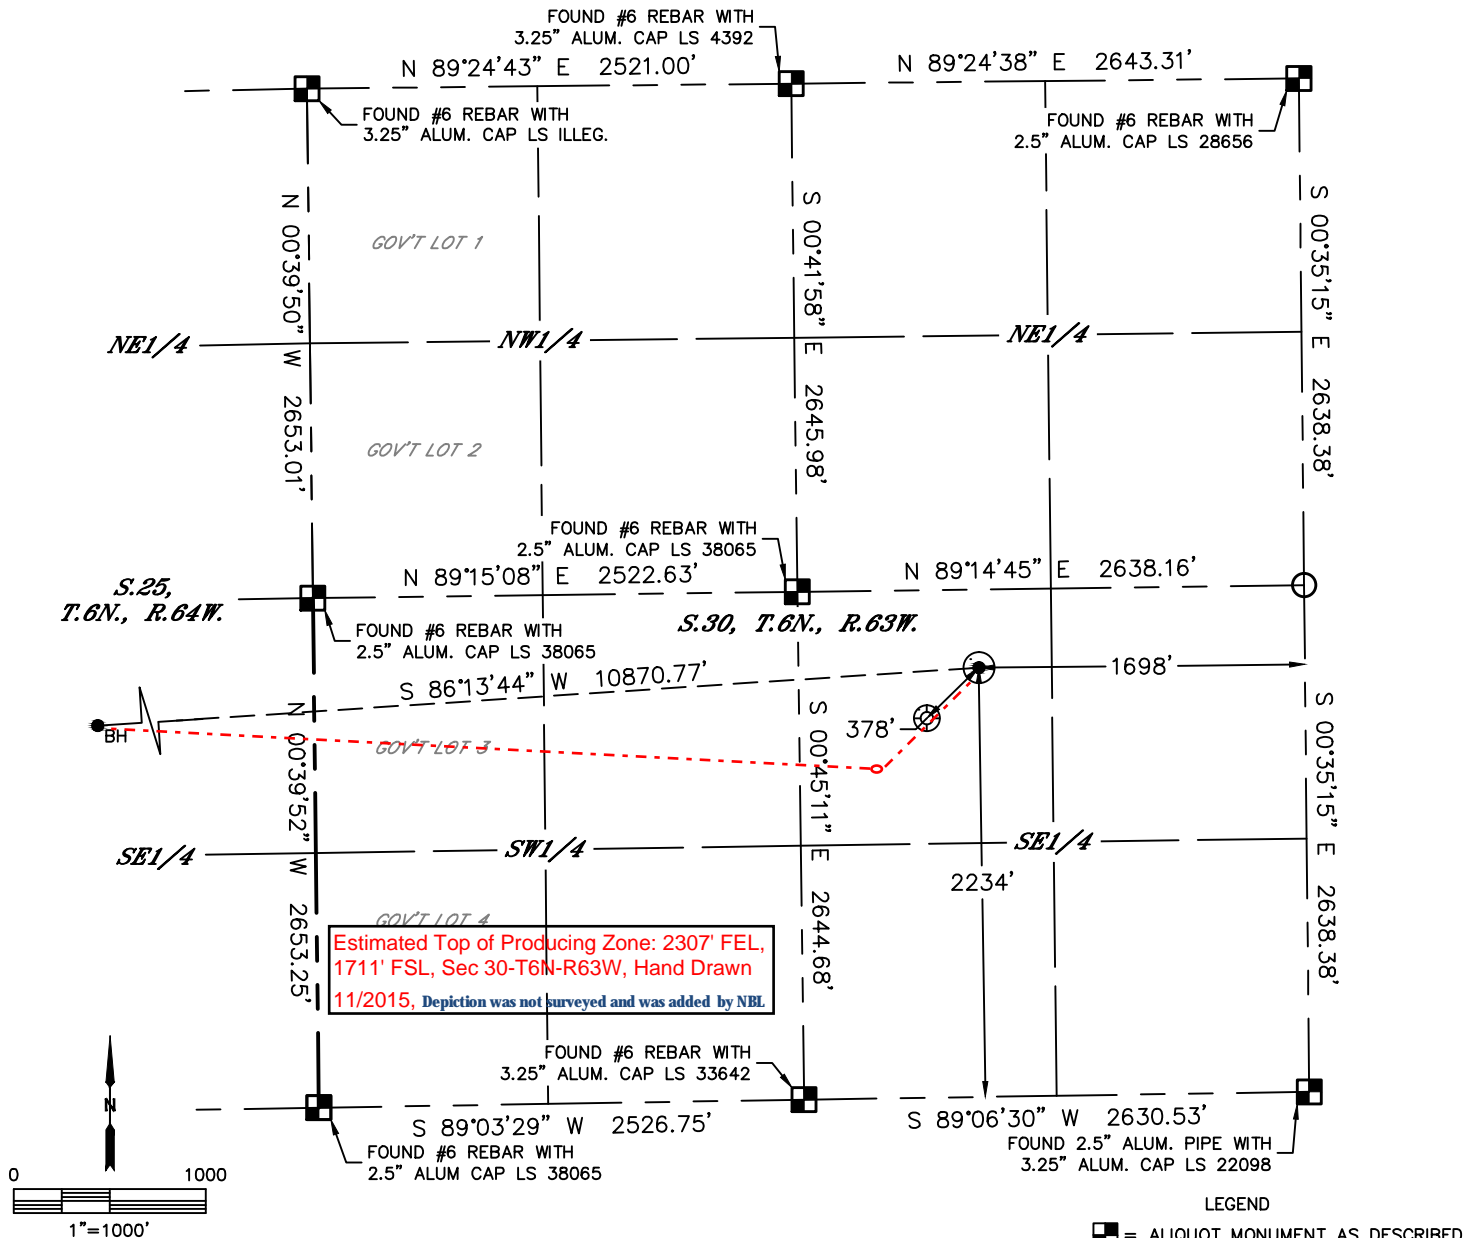 FOUND #6 REBAR WITH
3.25" ALUM. CAP LS 4392
N 89°24'43" E 2521.00'
N 89°24'38" E 2643.31'
FOUND #6 REBAR WITH
3.25" ALUM. CAP LS ILLEG.
FOUND #6 REBAR WITH
2.5" ALUM. CAP LS 28656
N 00°39'50" W 2653.01'
S 00°41'58" E 2645.98'
S 00°35'15" E 2638.38'
GOV'T LOT 1
NE1/4
NW1/4
NE1/4
GOV'T LOT 2
FOUND #6 REBAR WITH
2.5" ALUM. CAP LS 38065
N 89°15'08" E 2522.63'
N 89°14'45" E 2638.16'
S.25,
T.6N., R.64W.
S.30, T.6N., R.63W.
FOUND #6 REBAR WITH
2.5" ALUM. CAP LS 38065
S 86°13'44" W 10870.77'
1698'
BH
378'
GOV'T LOT 3
N 00°39'52" W 2653.25'
S 00°45'11" E 2644.68'
S 00°35'15" E 2638.38'
SE1/4
SW1/4
SE1/4
2234'
GOV'T LOT 4
Estimated Top of Producing Zone: 2307' FEL,
1711' FSL, Sec 30-T6N-R63W, Hand Drawn
11/2015, Depiction was not surveyed and was added by NBL
FOUND #6 REBAR WITH
3.25" ALUM. CAP LS 33642
N
S 89°03'29" W 2526.75'
S 89°06'30" W 2630.53'
FOUND #6 REBAR WITH
2.5" ALUM CAP LS 38065
FOUND 2.5" ALUM. PIPE WITH
3.25" ALUM. CAP LS 22098
0 1000
1"=1000'
LEGEND
= ALIQUOT MONUMENT AS DESCRIBED